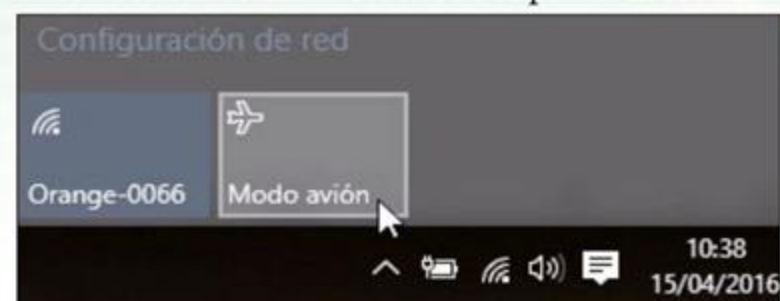 Configuración de red
Orange-0066
Modo avión
10:38
15/04/2016